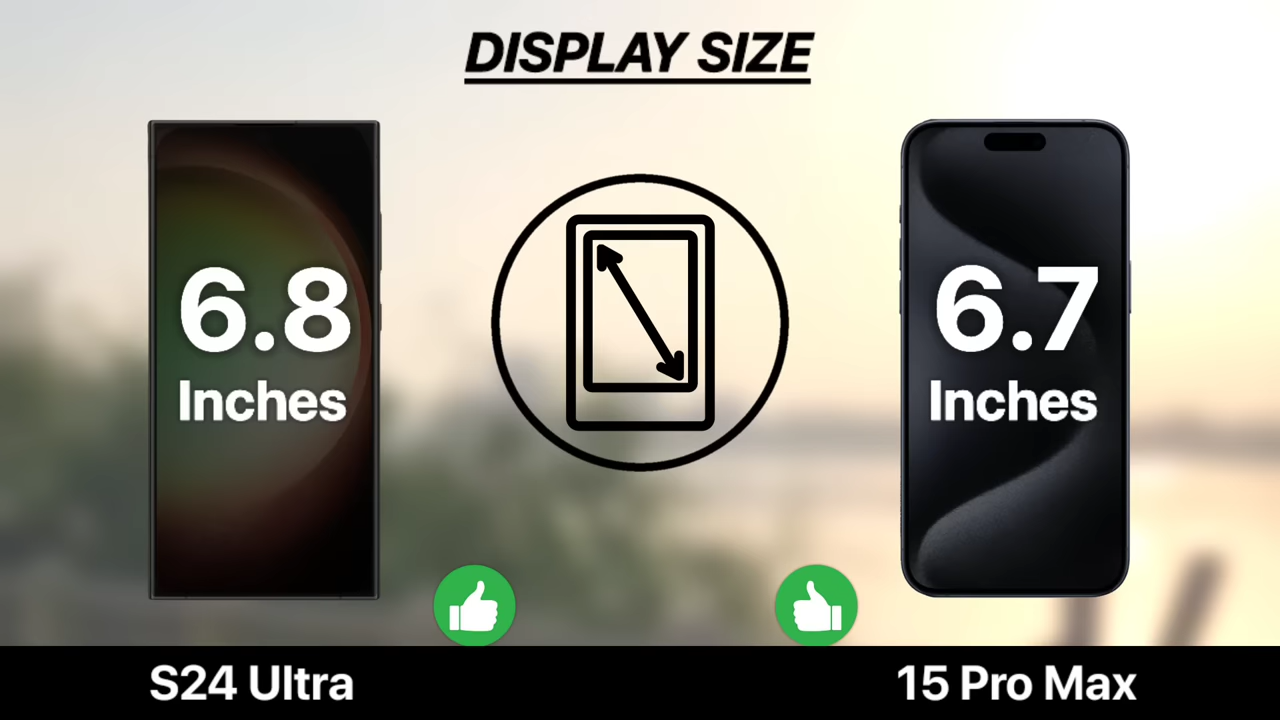 DISPLAY SIZE
6.8
Inches
6.7
Inches
S24 Ultra
15 Pro Max